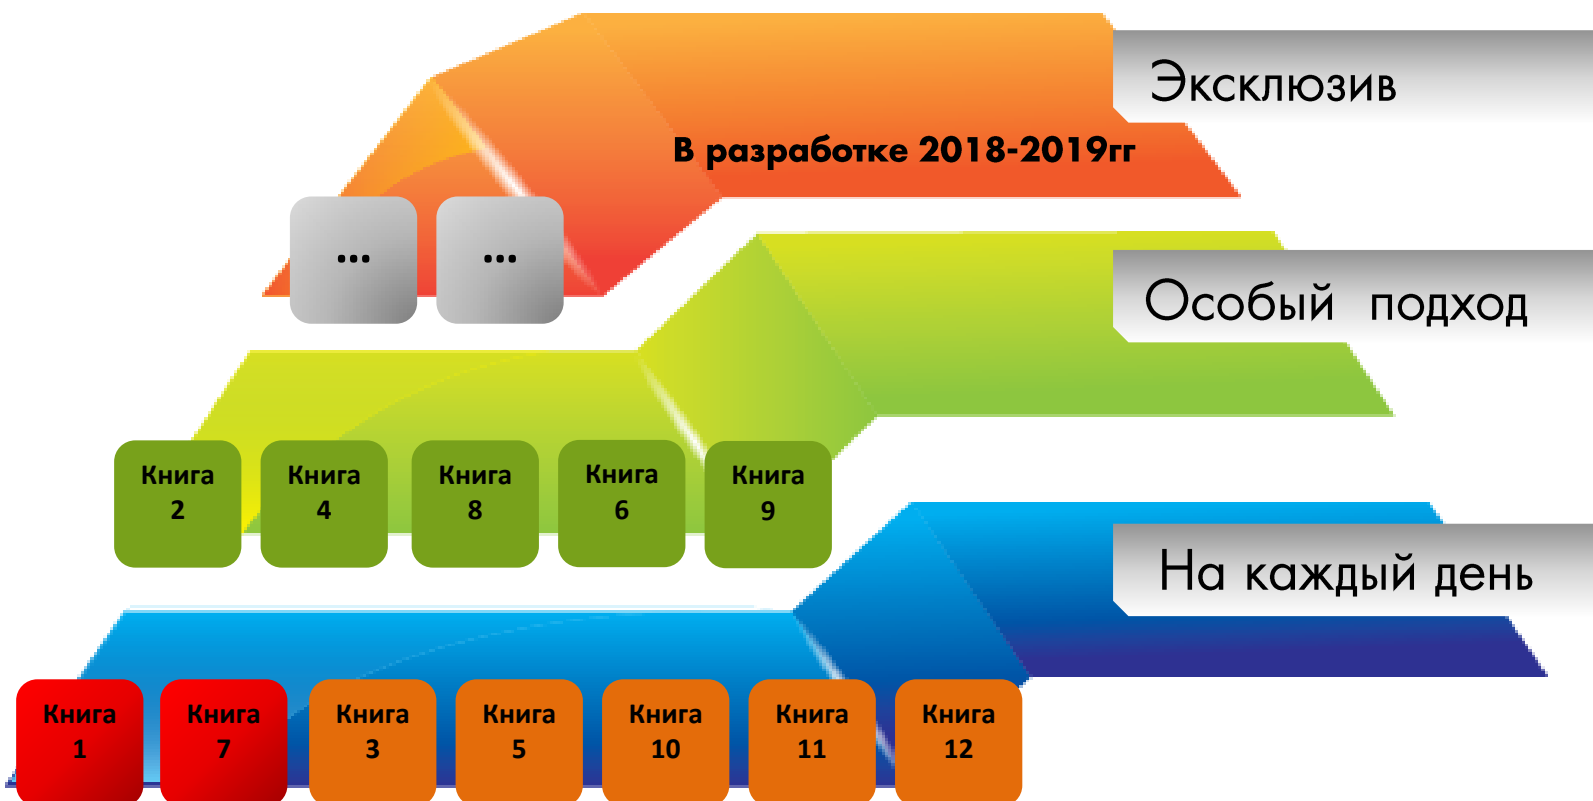 Эксклюзив
В разработке 2018-2019гг
...
...
Особый подход
Книга
2
Книга
4
Книга
8
Книга
6
Книга
9
На каждый день
Книга
1
Книга
7
Книга
3
Книга
5
Книга
10
Книга
11
Книга
12